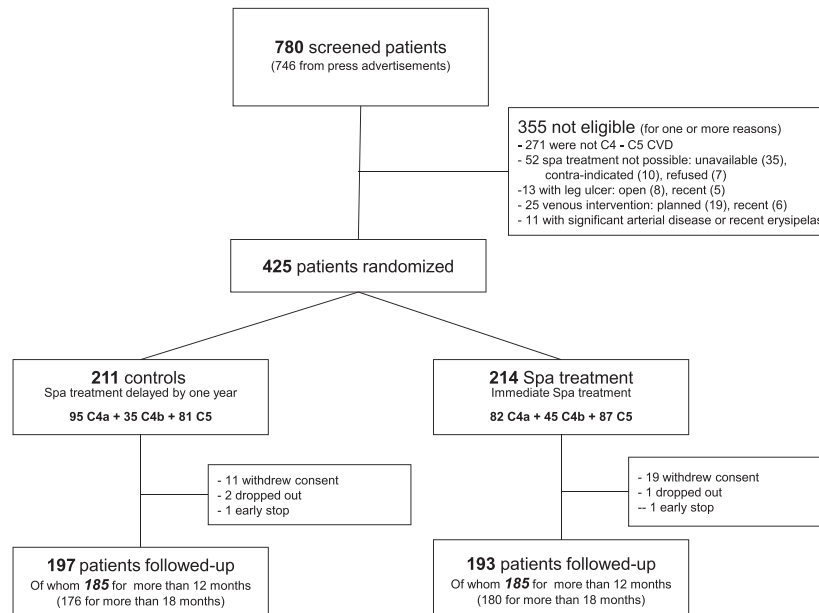 780 screened patients
(746 from press advertisements)
355 not eligible (for one or more reasons)
- 271 were not C4 - C5 CVD
- 52 spa treatment not possible: unavailable (35),
contra-indicated (10), refused (7)
-13 with leg ulcer: open (8), recent (5)
- 25 venous intervention: planned (19), recent (6)
- 11 with significant arterial disease or recent erysipelas
425 patients randomized
211 controls
Spa treatment delayed by one year
95 C4a + 35 C4b + 81 C5
214 Spa treatment
Immediate Spa treatment
82 C4a + 45 C4b + 87 C5
- 11 withdrew consent
- 2 dropped out
- 1 early stop
- 19 withdrew consent
- 1 dropped out
-- 1 early stop
197 patients followed-up
Of whom 185 for more than 12 months
(176 for more than 18 months)
193 patients followed-up
Of whom 185 for more than 12 months
(180 for more than 18 months)